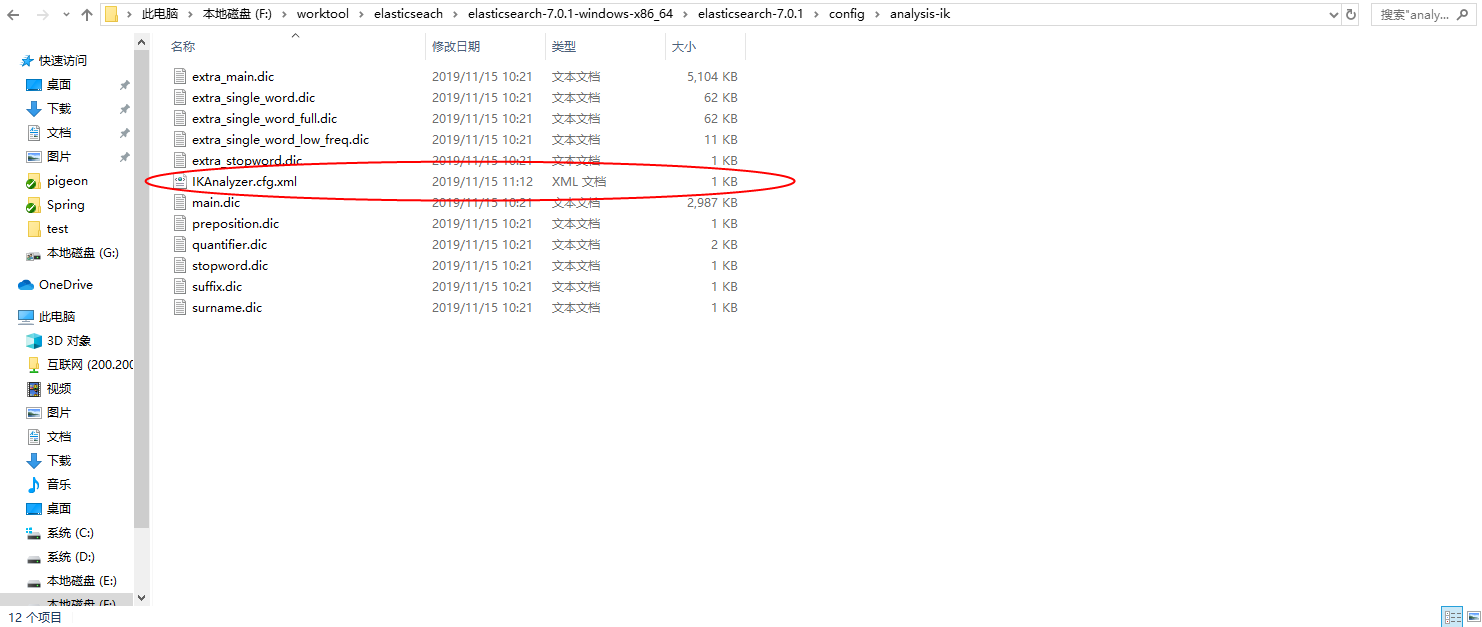 此电脑 > 本地磁盘 (F:) > worktool > elasticseach > elasticsearch-7.0.1-windows-x86_64 > elasticsearch-7.0.1 > config > analysis-ik
搜索"analy...
名称 修改日期 类型 大小
快速访问
桌面
下载
文档
图片
pigeon
Spring
test
本地磁盘 (G:)
OneDrive
此电脑
3D 对象
互联网 (200.200
视频
图片
文档
下载
音乐
桌面
系统 (C:)
系统 (D:)
本地磁盘 (E:)
本地磁盘 (F:)
extra_main.dic 2019/11/15 10:21 文本文档 5,104 KB
extra_single_word.dic 2019/11/15 10:21 文本文档 62 KB
extra_single_word_full.dic 2019/11/15 10:21 文本文档 62 KB
extra_single_word_low_freq.dic 2019/11/15 10:21 文本文档 11 KB
extra_stopword.dic 2019/11/15 10:21 文本文档 1 KB
IKAnalyzer.cfg.xml 2019/11/15 11:12 XML 文档 1 KB
main.dic 2019/11/15 10:21 文本文档 2,987 KB
preposition.dic 2019/11/15 10:21 文本文档 1 KB
quantifier.dic 2019/11/15 10:21 文本文档 2 KB
stopword.dic 2019/11/15 10:21 文本文档 1 KB
suffix.dic 2019/11/15 10:21 文本文档 1 KB
surname.dic 2019/11/15 10:21 文本文档 1 KB
12 个项目